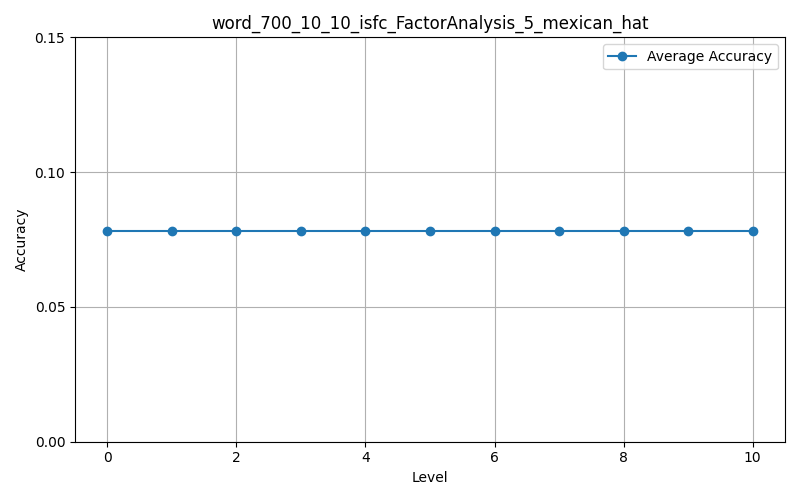 word_700_10_10_isfc_FactorAnalysis_5_mexican_hat
Average Accuracy
0.15
0.10
0.05
0.00
Accuracy
0 2 4 6 8 10
Level